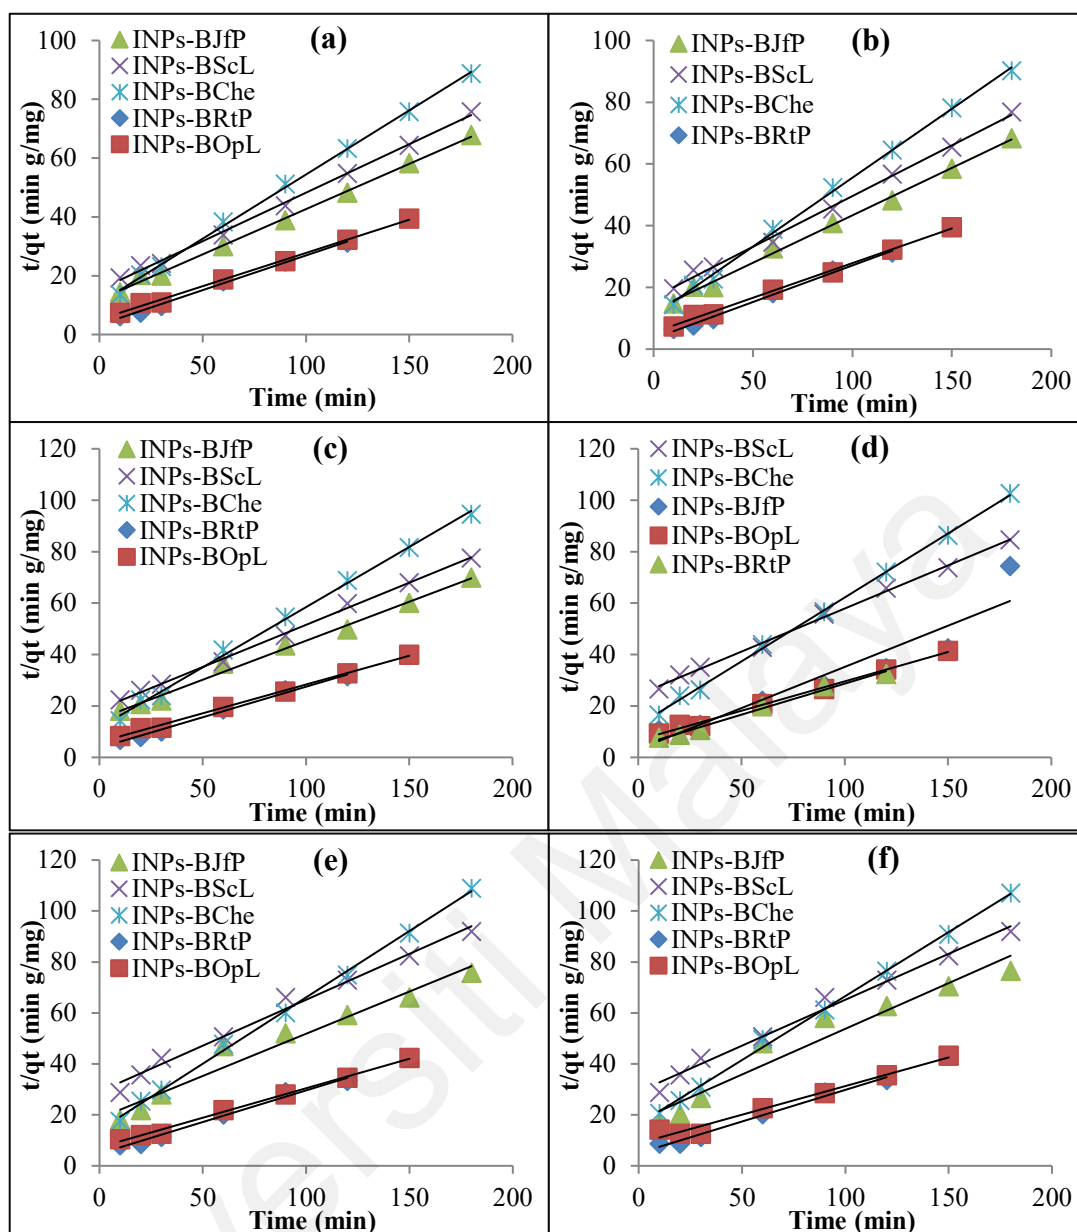 (a)
INPs-BJfP
INPs-BScL
INPs-BChe
INPs-BRtP
INPs-BOpL
t/qt (min g/mg)
100
80
60
40
20
0
0 50 100 150 200
Time (min)
(b)
INPs-BJfP
INPs-BScL
INPs-BChe
INPs-BRtP
t/qt (min g/mg)
100
80
60
40
20
0
0 50 100 150 200
Time (min)
(c)
INPs-BJfP
INPs-BScL
INPs-BChe
INPs-BRtP
INPs-BOpL
t/qt (min g/mg)
120
100
80
60
40
20
0
0 50 100 150 200
Time (min)
(d)
INPs-BScL
INPs-BChe
INPs-BJfP
INPs-BOpL
INPs-BRtP
t/qt (min g/mg)
120
100
80
60
40
20
0
0 50 100 150 200
Time (min)
(e)
INPs-BJfP
INPs-BScL
INPs-BChe
INPs-BRtP
INPs-BOpL
t/qt (min g/mg)
120
100
80
60
40
20
0
0 50 100 150 200
Time (min)
(f)
INPs-BJfP
INPs-BScL
INPs-BChe
INPs-BRtP
INPs-BOpL
t/qt (min g/mg)
120
100
80
60
40
20
0
0 50 100 150 200
Time (min)
versiti Malaya